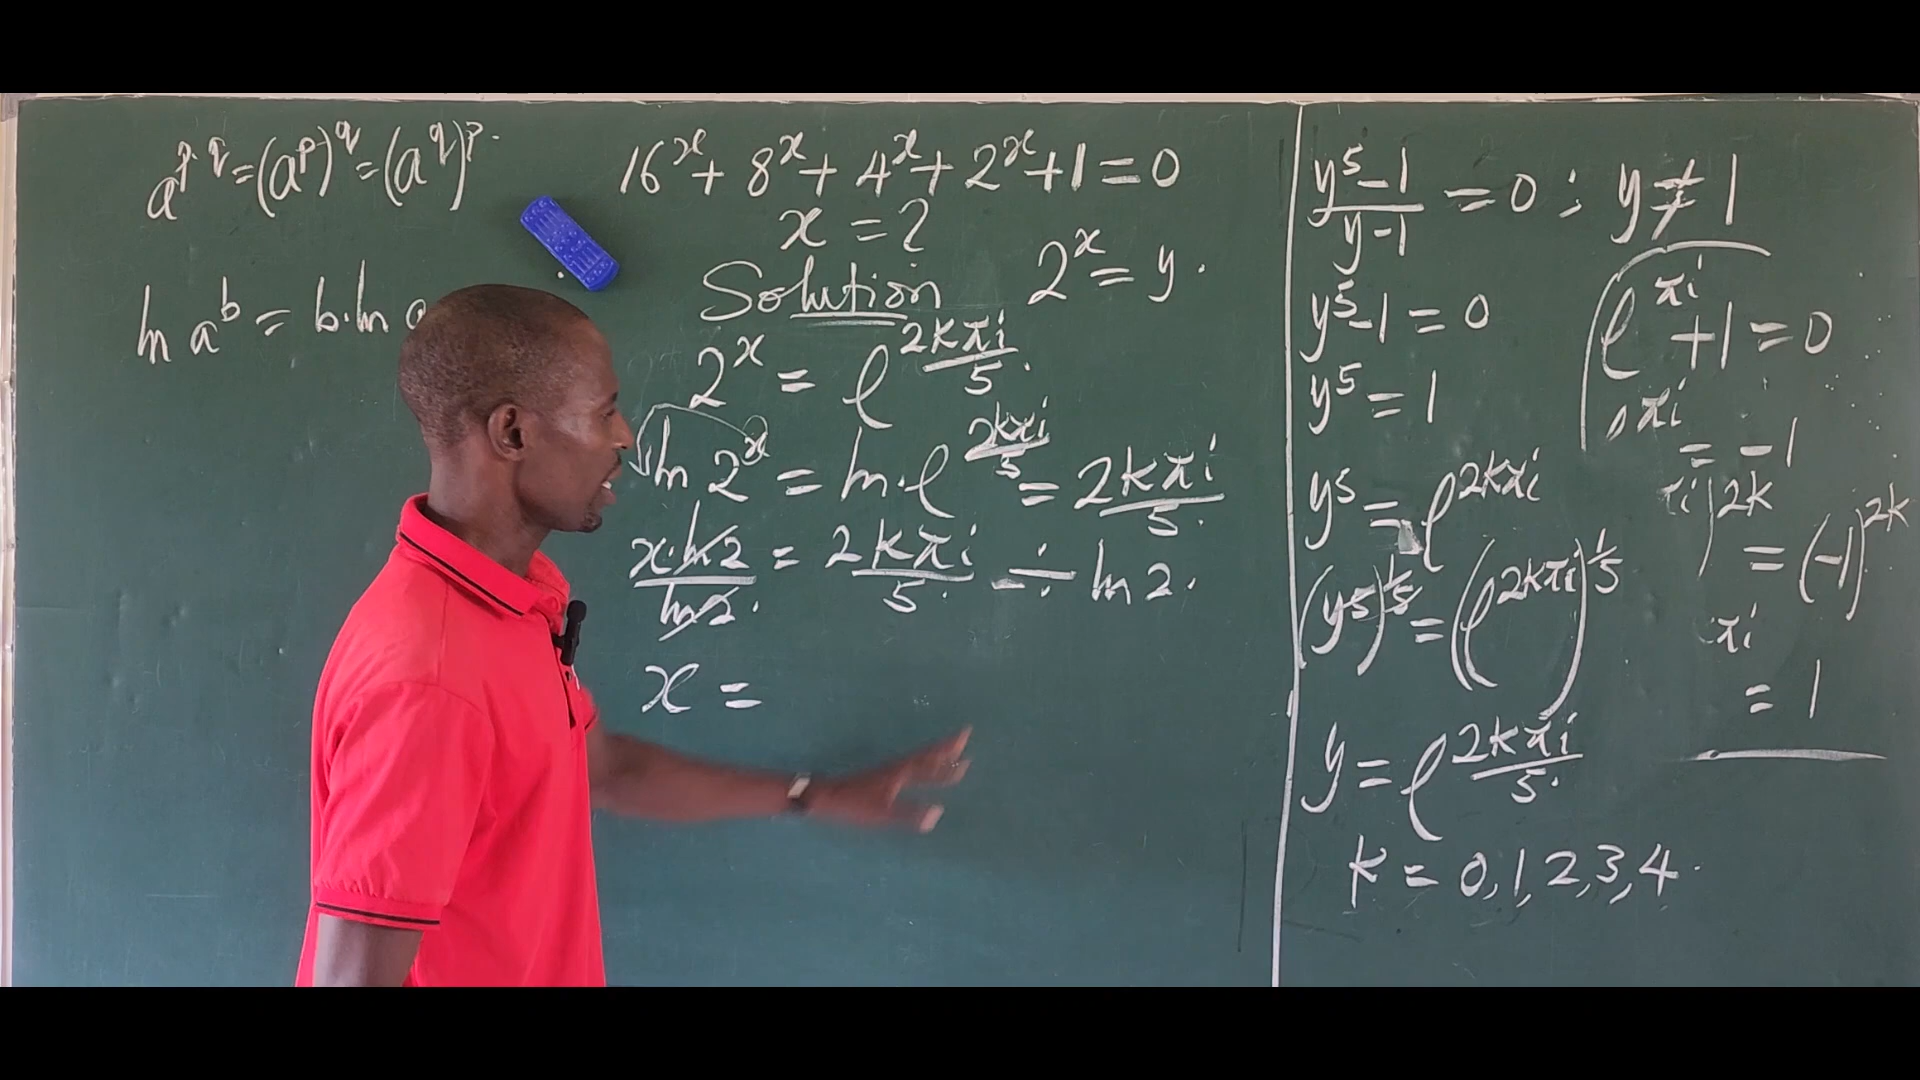 a^{p·q} = (a^p)^q = (a^q)^p.
ln a^b = b·ln a
16^x + 8^x + 4^x + 2^x + 1 = 0
x = ?
Solution 2^x = y.
2^x = e^{2kπi/5.}
ln 2^x = ln·e^{2kπi/5} = 2kπi/5.
x·ln2/ln2. = 2kπi/5. ÷ ln 2.
x =
y^5-1/y-1 = 0 ; y ≠ 1
y^5-1 = 0
y^5 = 1
y^5 = e^{2kπi}
(y^5)^{1/5} = (e^{2kπi})^{1/5}
y = e^{2kπi/5.}
k = 0,1,2,3,4.
e^{πi} + 1 = 0
πi = -1
πi)2k = (-1)^{2k}
πi = 1